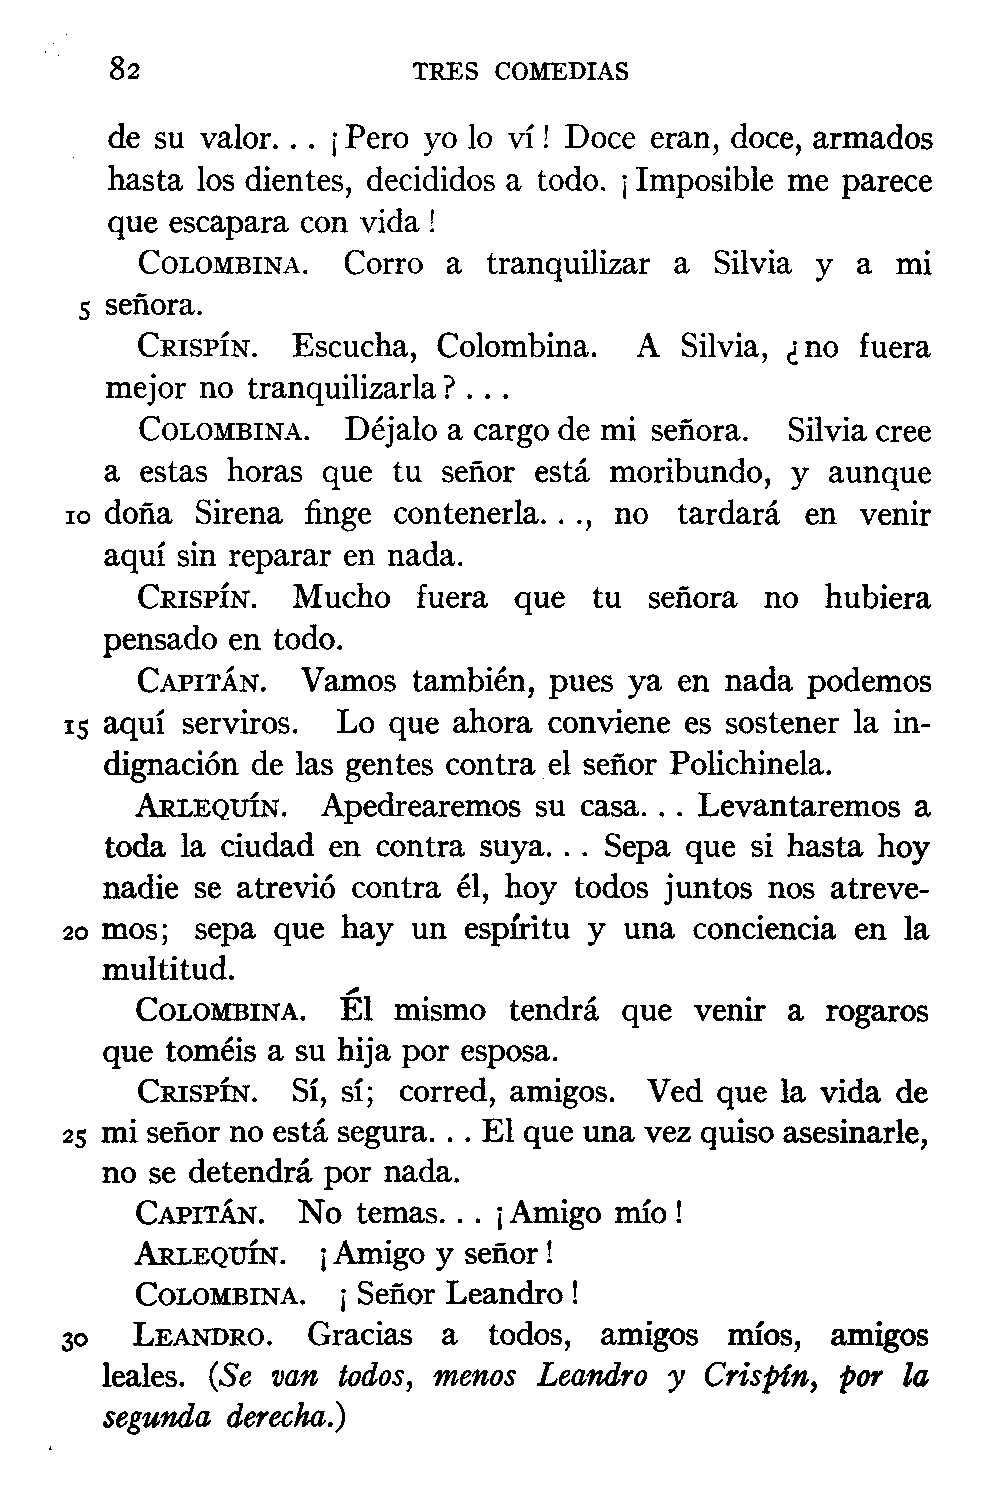 82 TRES COMEDIAS
de su valor. . . ¡Pero yo lo ví! Doce eran, doce, armados
hasta los dientes, decididos a todo. ¡Imposible me parece
que escapara con vida!
COLOMBINA. Corro a tranquilizar a Silvia y a mi
5 señora.
CRISPÍN. Escucha, Colombina. A Silvia, ¿no fuera
mejor no tranquilizarla? . . .
COLOMBINA. Déjalo a cargo de mi señora. Silvia cree
a estas horas que tu señor está moribundo, y aunque
10 doña Sirena finge contenerla. . ., no tardará en venir
aquí sin reparar en nada.
CRISPÍN. Mucho fuera que tu señora no hubiera
pensado en todo.
CAPITÁN. Vamos también, pues ya en nada podemos
15 aquí serviros. Lo que ahora conviene es sostener la in-
dignación de las gentes contra el señor Polichinela.
ARLEQUÍN. Apedrearemos su casa. . . Levantaremos a
toda la ciudad en contra suya. . . Sepa que si hasta hoy
nadie se atrevió contra él, hoy todos juntos nos atreve-
20 mos; sepa que hay un espíritu y una conciencia en la
multitud.
COLOMBINA. Él mismo tendrá que venir a rogaros
que toméis a su hija por esposa.
CRISPÍN. Sí, sí; corred, amigos. Ved que la vida de
25 mi señor no está segura. . . El que una vez quiso asesinarle,
no se detendrá por nada.
CAPITÁN. No temas. . . ¡Amigo mío!
ARLEQUÍN. ¡Amigo y señor!
COLOMBINA. ¡Señor Leandro!
30 LEANDRO. Gracias a todos, amigos míos, amigos
leales. (Se van todos, menos Leandro y Crispín, por la
segunda derecha.)